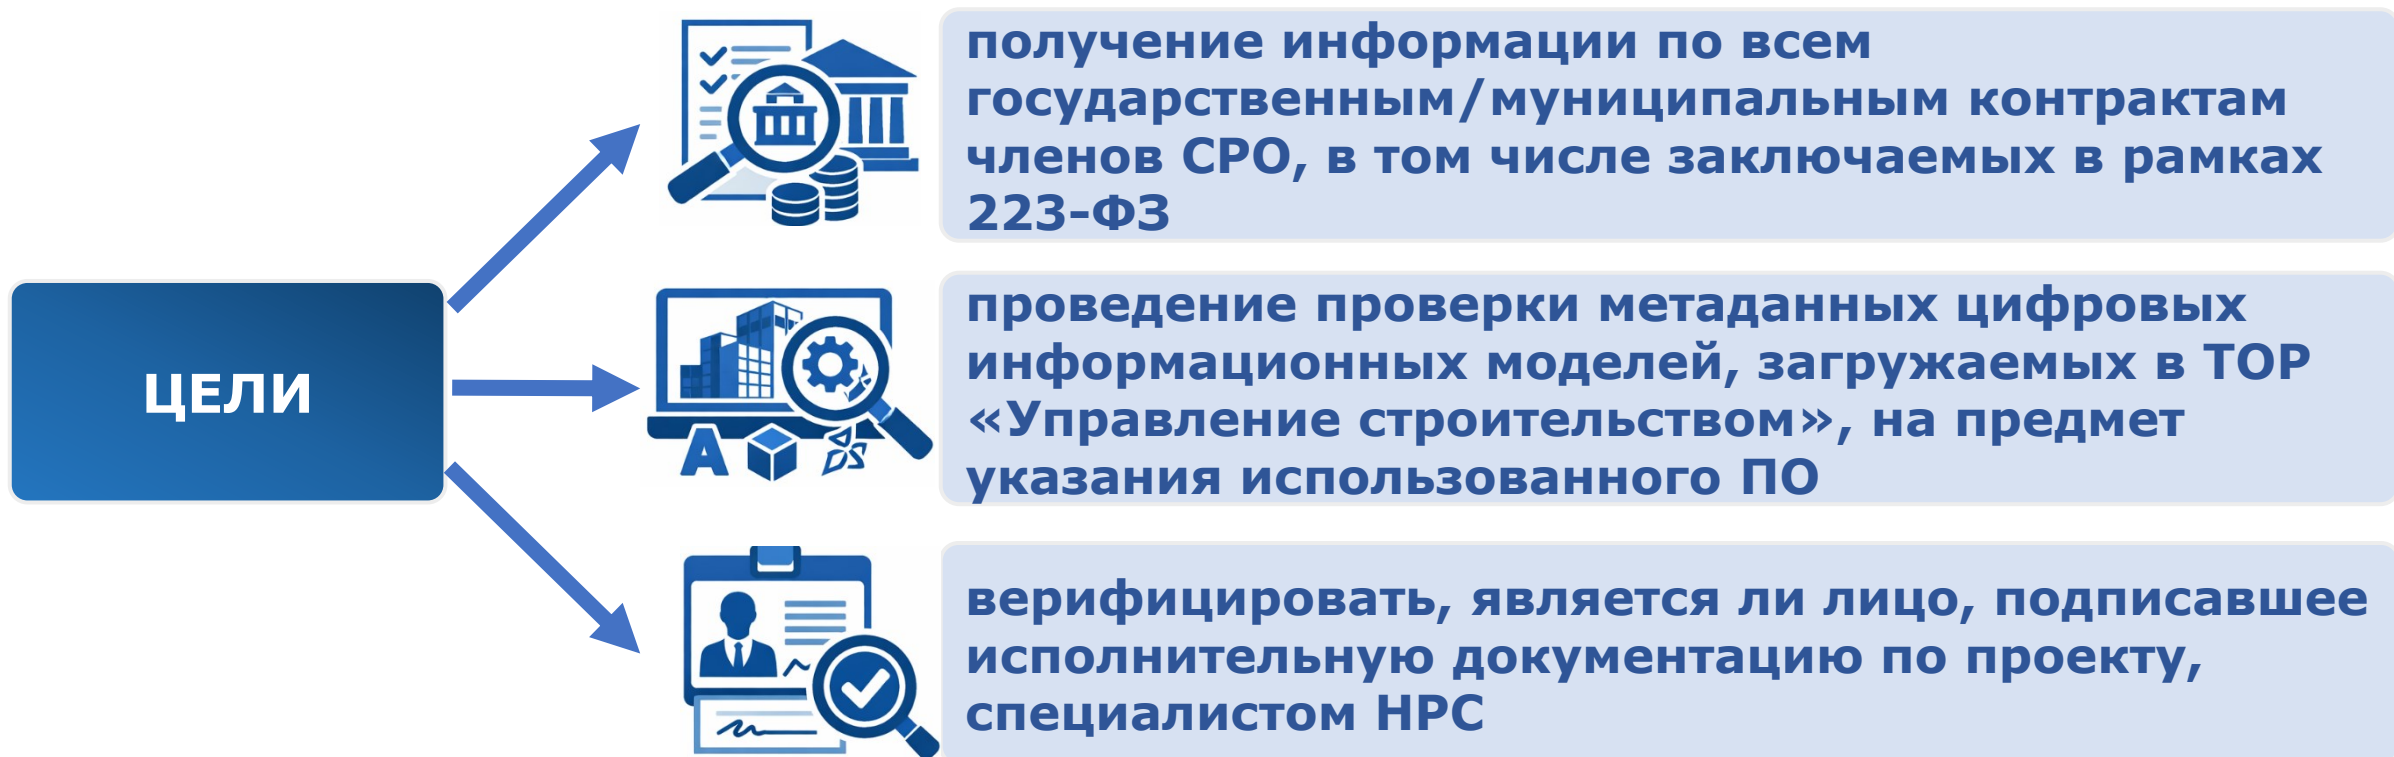 получение информации по всем
государственным/муниципальным контрактам
членов СРО, в том числе заключаемых в рамках
223-ФЗ
ЦЕЛИ
проведение проверки метаданных цифровых
информационных моделей, загружаемых в ТОР
«Управление строительством», на предмет
указания использованного ПО
A
верифицировать, является ли лицо, подписавшее
исполнительную документацию по проекту,
специалистом НРС